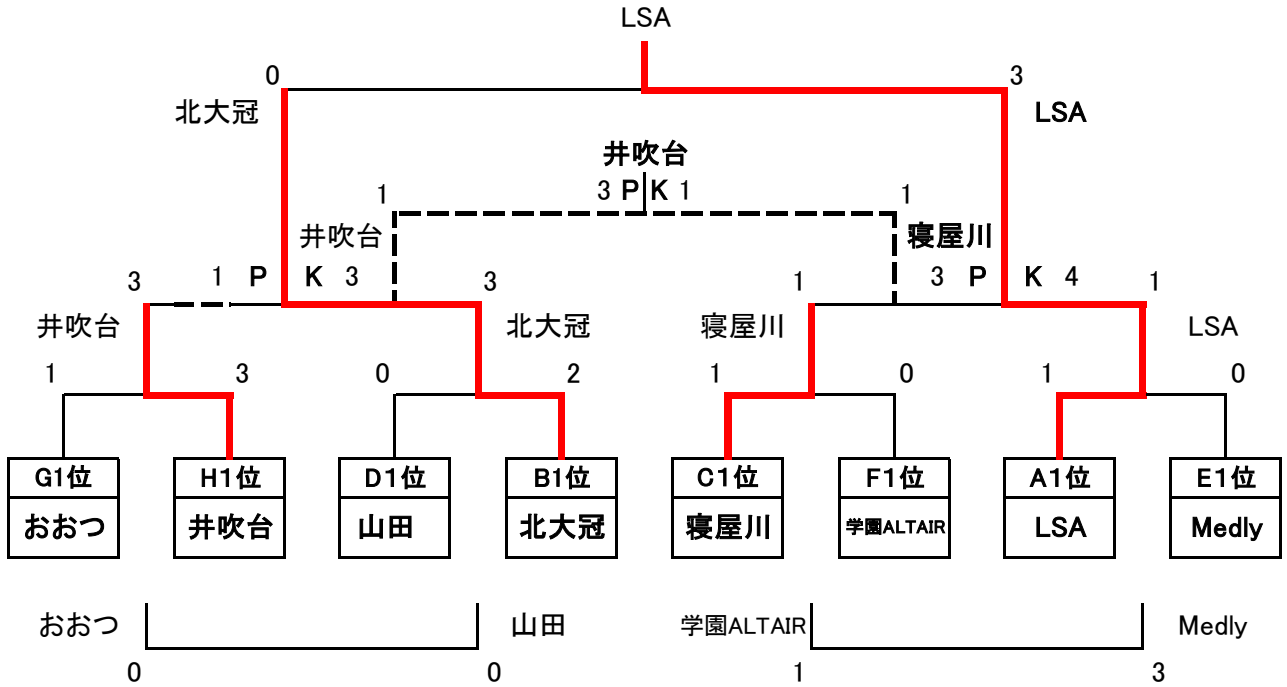 LSA
0 3
北大冠 LSA
井吹台
1 3 P K 1 1
井吹台 寝屋川
3 1 P K 3 3 1 3 P K 4 1
井吹台 北大冠 寝屋川 LSA
1 3 0 2 1 0 1 0
G1位 H1位 D1位 B1位 C1位 F1位 A1位 E1位
おおつ 井吹台 山田 北大冠 寝屋川 学園ALTAIR LSA Medly
おおつ 山田 学園ALTAIR Medly
0 0 1 3